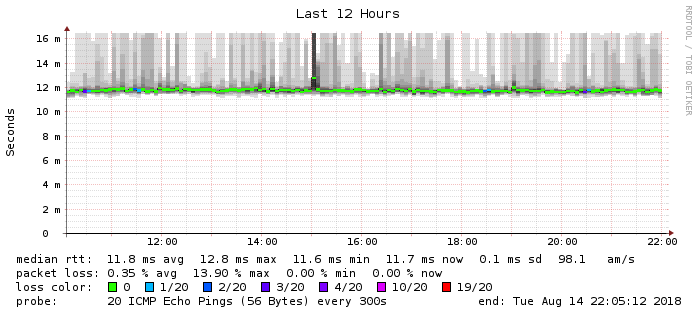 Last 12 Hours
RRDTOOL / TOBI OETIKER
Seconds
16 m
14 m
12 m
10 m
8 m
6 m
4 m
2 m
0
12:00 14:00 16:00 18:00 20:00 22:00
median rtt: 11.8 ms avg 12.8 ms max 11.6 ms min 11.7 ms now 0.1 ms sd 98.1 am/s
packet loss: 0.35 % avg 13.90 % max 0.00 % min 0.00 % now
loss color: 0 1/20 2/20 3/20 4/20 10/20 19/20
probe: 20 ICMP Echo Pings (56 Bytes) every 300s end: Tue Aug 14 22:05:12 2018